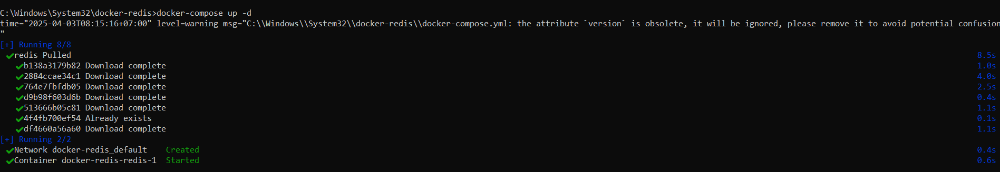 C:\Windows\System32\docker-redis>docker-compose up -d
time="2025-04-03T08:15:16+07:00" level=warning msg="C:\\Windows\\System32\\docker-redis\\docker-compose.yml: the attribute `version` is obsolete, it will be ignored, please remove it to avoid potential confusion
"
[+] Running 8/8
✔redis Pulled 8.5s
✔b138a3179b82 Download complete 1.0s
✔2884ccae34c1 Download complete 4.0s
✔764e7fbfdb05 Download complete 2.5s
✔d9b98f603d6b Download complete 0.4s
✔513666b05c81 Download complete 1.1s
✔4f4fb700ef54 Already exists 0.1s
✔df4660a56a60 Download complete 1.1s
[+] Running 2/2
✔Network docker-redis_default Created 0.4s
✔Container docker-redis-redis-1 Started 0.6s